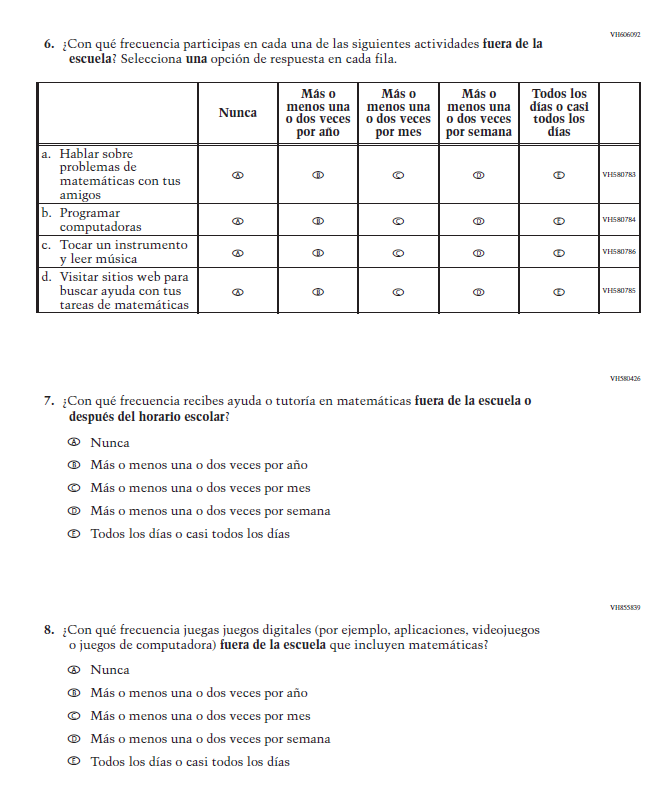 VH606092
6. ¿Con qué frecuencia participas en cada una de las siguientes actividades fuera de la
escuela? Selecciona una opción de respuesta en cada fila.
Nunca
Más o
menos una
o dos veces
por año
Más o
menos una
o dos veces
por mes
Más o
menos una
o dos veces
por semana
Todos los
días o casi
todos los
días
a. Hablar sobre
problemas de
matemáticas con tus
amigos
A B C D E VH580783
b. Programar
computadoras
A B C D E VH580784
c. Tocar un instrumento
y leer música
A B C D E VH580786
d. Visitar sitios web para
buscar ayuda con tus
tareas de matemáticas
A B C D E VH580785
VH580426
7. ¿Con qué frecuencia recibes ayuda o tutoría en matemáticas fuera de la escuela o
después del horario escolar?
A Nunca
B Más o menos una o dos veces por año
C Más o menos una o dos veces por mes
D Más o menos una o dos veces por semana
E Todos los días o casi todos los días
VH855839
8. ¿Con qué frecuencia juegas juegos digitales (por ejemplo, aplicaciones, videojuegos
o juegos de computadora) fuera de la escuela que incluyen matemáticas?
A Nunca
B Más o menos una o dos veces por año
C Más o menos una o dos veces por mes
D Más o menos una o dos veces por semana
E Todos los días o casi todos los días